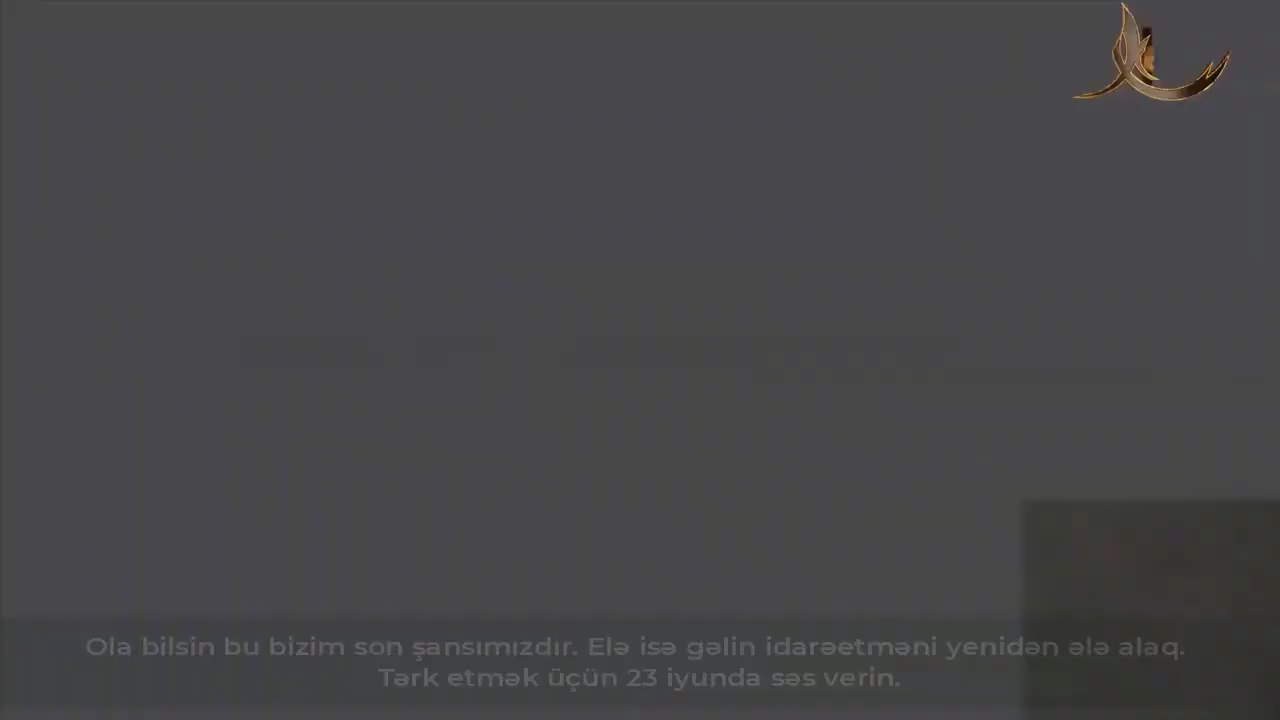 Ola bilsin bu bizim son şansımızdır. Elə isə gəlin idarəetməni yenidən ələ alaq.
Tərk etmək üçün 23 iyunda səs verin.